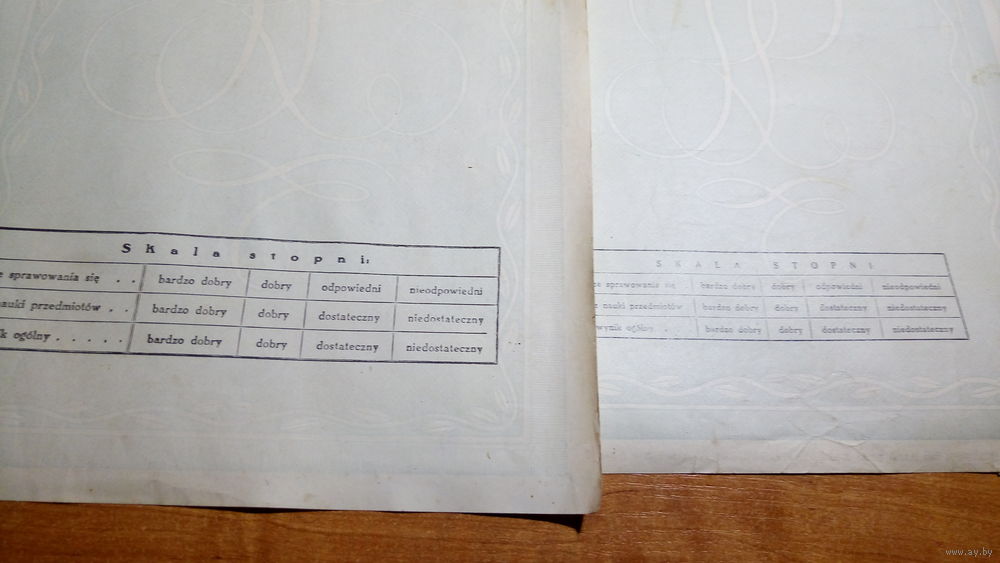 Skala stopni:
sprawowania się . . bardzo dobry dobry odpowiedni nieodpowiedni
nauki przedmiotów . . bardzo dobry dobry dostateczny niedostateczny
ogólny . . . . . bardzo dobry dobry dostateczny niedostateczny
SKALA STOPNI:
sprawowania się . bardzo dobry dobry odpowiedni nieodpowiedni
z nauki przedmiotów . bardzo dobry dobry dostateczny niedostateczny
wynik ogólny . . . bardzo dobry dobry dostateczny niedostateczny
www.ay.by